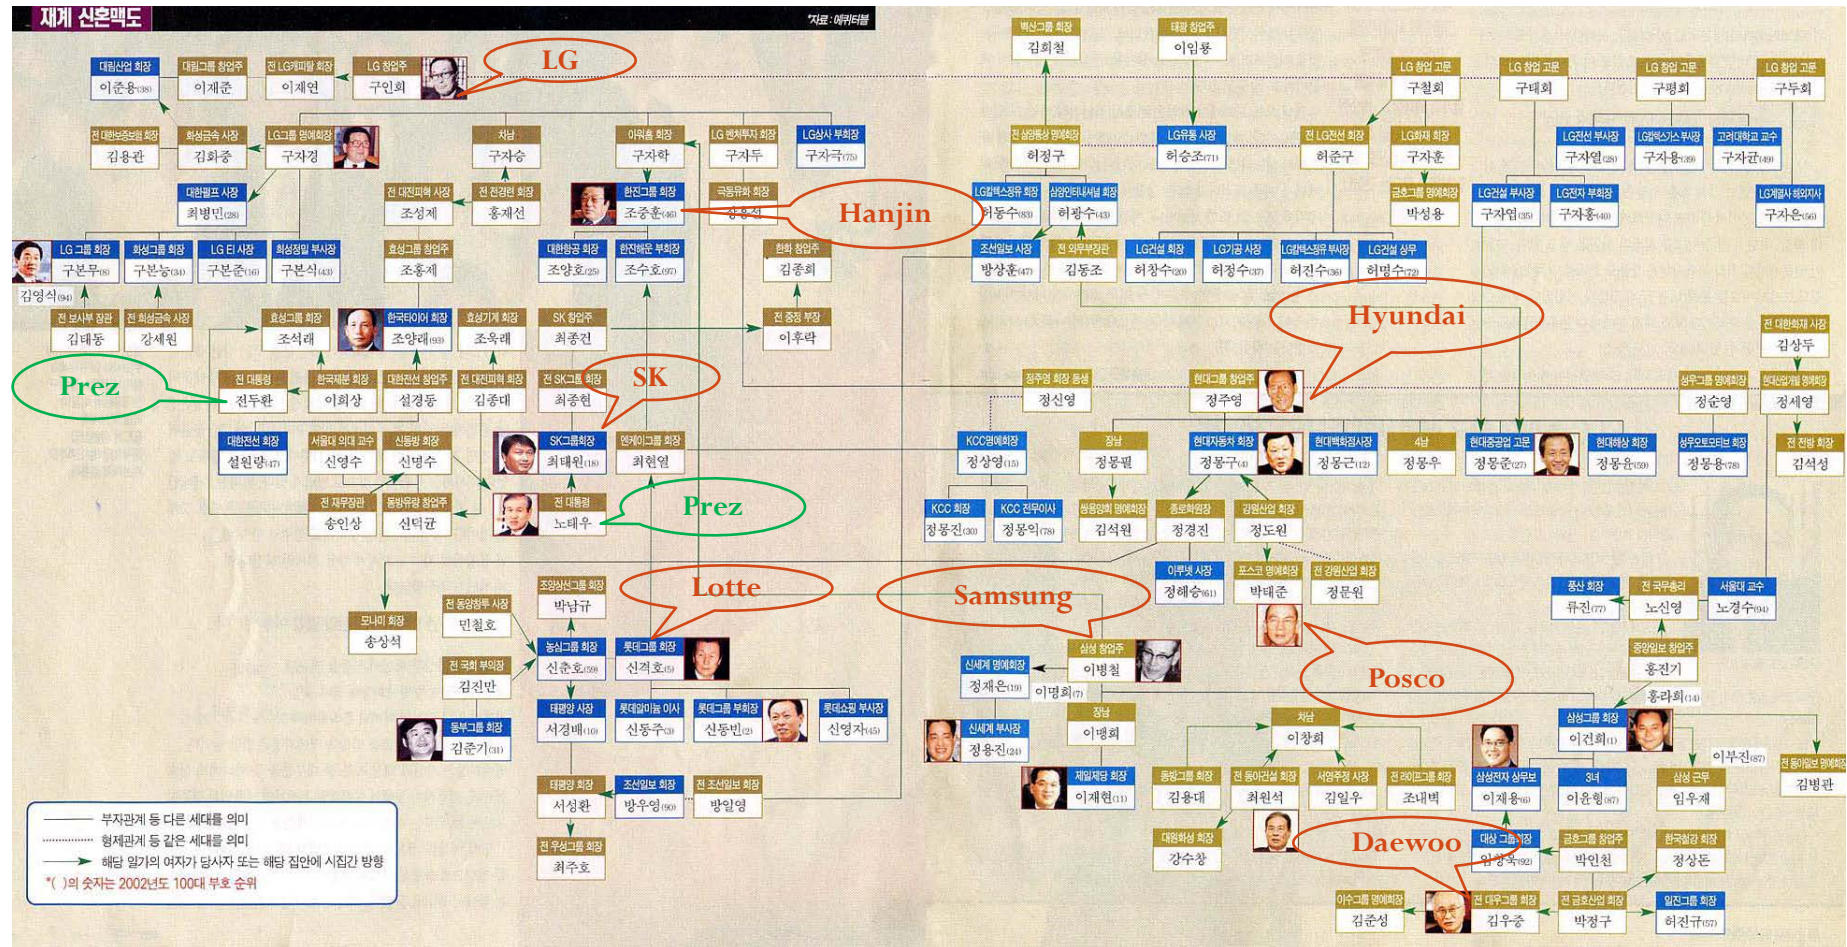 재계 신혼맥도
*자료 : 에퀴터블
LG
대림산업 회장
이준용(38)
대림그룹 창업주
이재준
전 LG캐피탈 회장
이재연
LG 창업주
구인회
전 대한보증보험 회장
김용관
화성금속 사장
김화중
LG그룹 명예회장
구자경
차남
구자승
아워홈 회장
구자학
LG 벤처투자 회장
구자두
LG상사 부회장
구자극(75)
대한펄프 사장
최병민(28)
전 대전피혁 사장
조성제
전 전경련 회장
홍재선
한진그룹 회장
조중훈(46)
극동유화 회장
Hanjin
LG 그룹 회장
구본무(8)
김영식(94)
희성그룹 회장
구본능(34)
LG EI 사장
구본준(16)
희성정밀 부사장
구본식(43)
효성그룹 창업주
조홍제
대한항공 회장
조양호(25)
한진해운 부회장
조수호(97)
한화 창업주
김종희
전 보사부 장관
김태동
전 희성금속 사장
강세원
효성그룹 회장
조석래
한국타이어 회장
조양래(93)
효성기계 회장
조욱래
SK 창업주
최종건
전 중정 부장
이후락
Prez
전 대통령
전두환
한국제분 회장
이희상
대한전선 창업주
설경동
전 대전피혁 회장
김종대
전 SK그룹 회장
최종현
SK
대한전선 회장
설원량(47)
서울대 의대 교수
신영수
신동방 회장
신명수
SK그룹회장
최태원(18)
엔케이그룹 회장
최현열
전 재무장관
송인상
동방유량 창업주
신덕균
전 대통령
노태우
Prez
조양상선그룹 회장
박남규
Lotte
모나미 회장
송상석
전 동양증투 사장
민철호
농심그룹 회장
신춘호(59)
롯데그룹 회장
신격호(5)
전 국회 부의장
김진만
동부그룹 회장
김준기(31)
태평양 사장
서경배(10)
롯데알미늄 이사
신동주(3)
롯데그룹 부회장
신동빈(2)
롯데쇼핑 부사장
신영자(45)
태평양 회장
서성환
조선일보 회장
방우영(90)
전 조선일보 회장
방일영
전 우성그룹 회장
최주호
부자관계 등 다른 세대를 의미
형제관계 등 같은 세대를 의미
해당 일가의 여자가 당사자 또는 해당 집안에 시집간 방향
*( )의 숫자는 2002년도 100대 부호 순위
벽산그룹 회장
김희철
태광 창업주
이임룡
LG 창업 고문
구철회
LG 창업 고문
구태회
LG 창업 고문
구평회
LG 창업 고문
구두회
전 삼양통상 명예회장
허정구
LG유통 사장
허승조(71)
전 LG전선 회장
허준구
LG화재 회장
구자훈
LG전선 부사장
구자열(28)
LG칼텍스가스 부사장
구자용(39)
고려대학교 교수
구자균(49)
LG칼텍스정유 회장
허동수(83)
삼양인터내셔널 회장
허광수(43)
금호그룹 명예회장
박성용
LG건설 부사장
구자엽(35)
LG전자 부회장
구자홍(40)
LG계열사 해외지사
구자은(56)
조선일보 사장
방상훈(47)
전 외무부장관
김동조
LG건설 회장
허창수(20)
LG기공 사장
허정수(37)
LG칼텍스정유 부사장
허진수(36)
LG건설 상무
허명수(72)
Hyundai
전 대한화재 사장
김상두
정주영 회장 동생
정신영
현대그룹 창업주
정주영
성우그룹 명예회장
정순영
현대산업개발 명예회장
정세영
KCC명예회장
정상영(15)
장남
정몽필
현대자동차 회장
정몽구(4)
현대백화점사장
정몽근(12)
4남
정몽우
현대중공업 고문
정몽준(27)
현대해상 회장
정몽윤(59)
성우오토모티브 회장
정몽용(78)
전 전방 회장
김석성
KCC 회장
정몽진(30)
KCC 전무이사
정몽익(78)
쌍용양회 명예회장
김석원
종로학원장
정경진
강원산업 회장
정도원
이루넷 사장
정해승(61)
포스코 명예회장
박태준
전 강원산업 회장
정문원
Samsung
Posco
풍산 회장
류진(77)
전 국무총리
노신영
서울대 교수
노경수(94)
신세계 명예회장
정재은(19)
이명희(7)
삼성 창업주
이병철
중앙일보 창업주
홍진기
홍라희(14)
신세계 부사장
정용진(24)
장남
이맹희
차남
이창희
삼성그룹 회장
이건희(1)
이부진(87)
제일제당 회장
이재현(11)
동방그룹 회장
김용대
전 동아건설 회장
최원석
서영주정 사장
김일우
전 라이프그룹 회장
조내벽
삼성전자 상무보
이재용(6)
3녀
이윤형(87)
삼성 근무
임우재
전 동아일보 명예회장
김병관
대원화성 회장
강수창
Daewoo
대상 그룹회장
임창욱(92)
금호그룹 창업주
박인천
한국철강 회장
정상돈
이수그룹 명예회장
김준성
전 대우그룹 회장
김우중
전 금호산업 회장
박정구
일진그룹 회장
허진규(57)